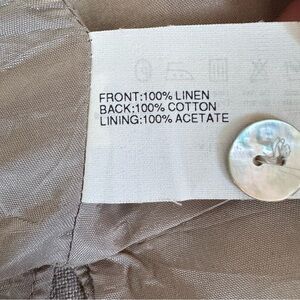 FRONT:100% LINEN
BACK:100% COTTON
LINING:100% ACETATE